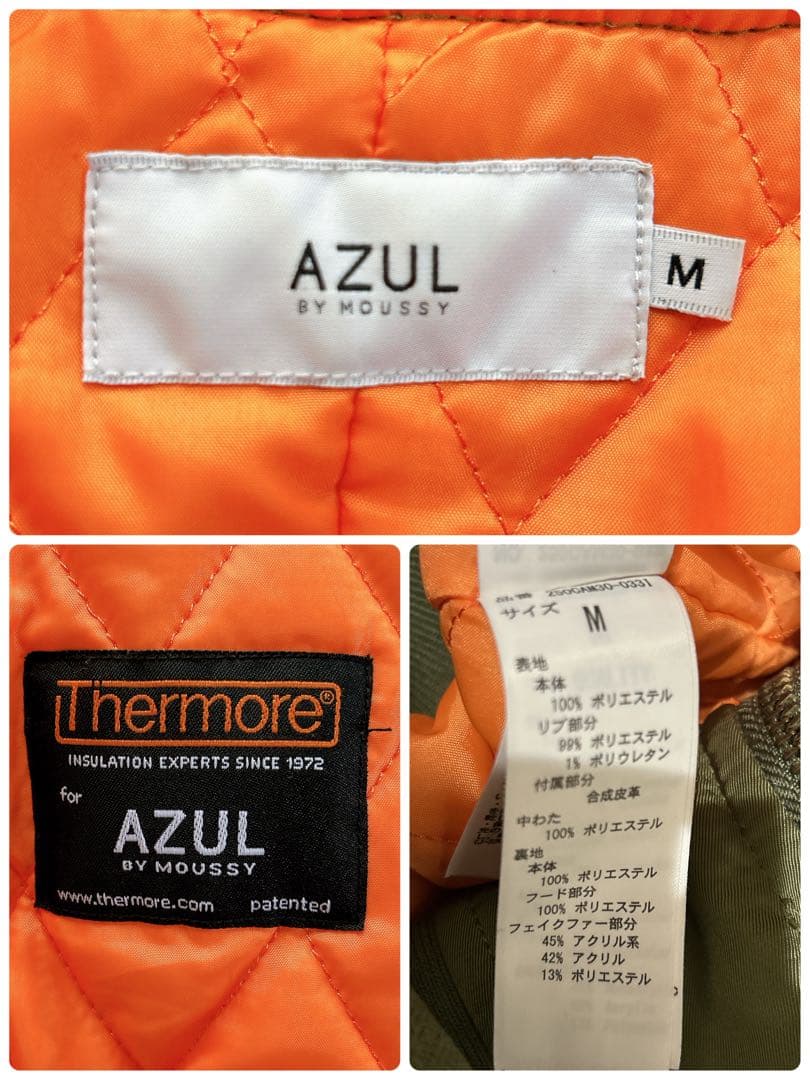 AZUL
BY MOUSSY
M
Thermore®
INSULATION EXPERTS SINCE 1972
for
AZUL
BY MOUSSY
www.thermore.com patented
品番 250CAM30-0331
サイズ M
表地
本体
100% ポリエステル
リブ部分
99% ポリエステル
1% ポリウレタン
付属部分
合成皮革
中わた
100% ポリエステル
裏地
本体
100% ポリエステル
フード部分
100% ポリエステル
フェイクファー部分
45% アクリル系
42% アクリル
13% ポリエステル